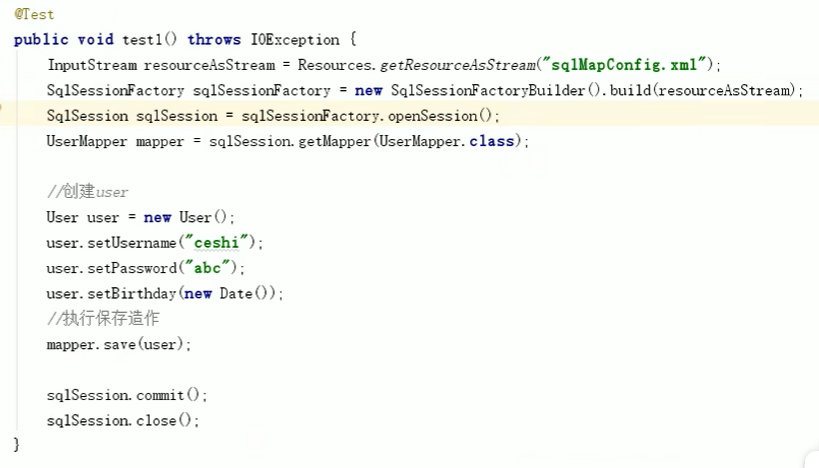 @Test
public void test1() throws IOException {
InputStream resourceAsStream = Resources.getResourceAsStream("sqlMapConfig.xml");
SqlSessionFactory sqlSessionFactory = new SqlSessionFactoryBuilder().build(resourceAsStream);
SqlSession sqlSession = sqlSessionFactory.openSession();
UserMapper mapper = sqlSession.getMapper(UserMapper.class);
//创建user
User user = new User();
user.setUsername("ceshi");
user.setPassword("abc");
user.setBirthday(new Date());
//执行保存造作
mapper.save(user);
sqlSession.commit();
sqlSession.close();
}